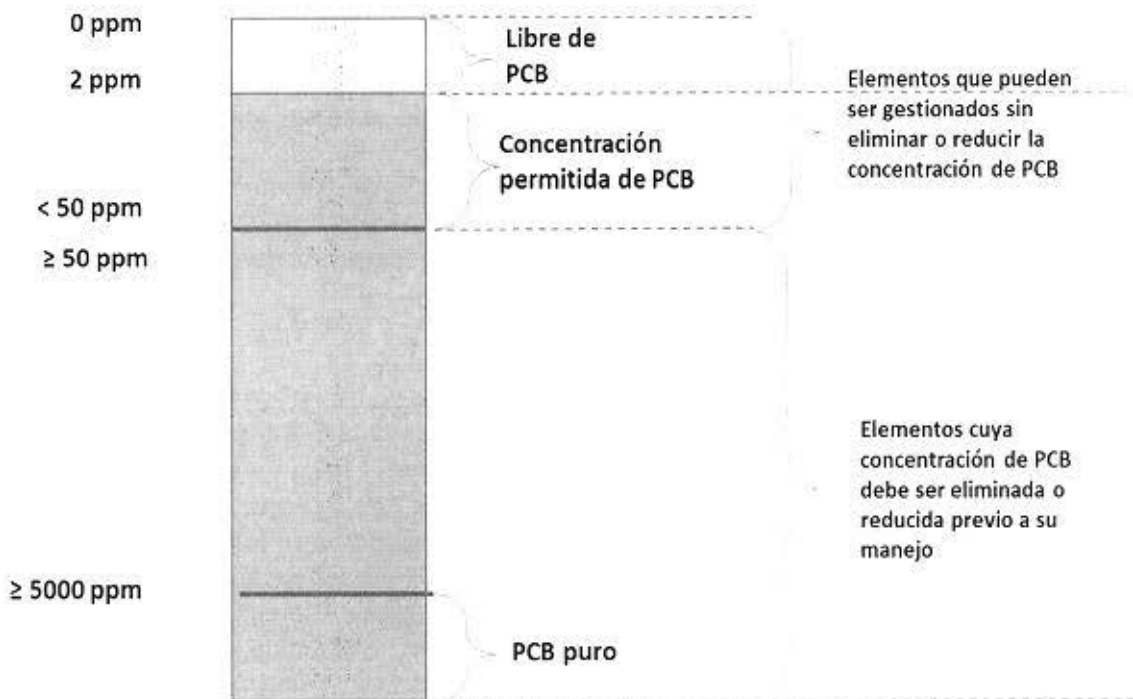 0 ppm
2 ppm
< 50 ppm
≥ 50 ppm
≥ 5000 ppm
Libre de
PCB
Concentración
permitida de PCB
PCB puro
Elementos que pueden
ser gestionados sin
eliminar o reducir la
concentración de PCB
Elementos cuya
concentración de PCB
debe ser eliminada o
reducida previo a su
manejo